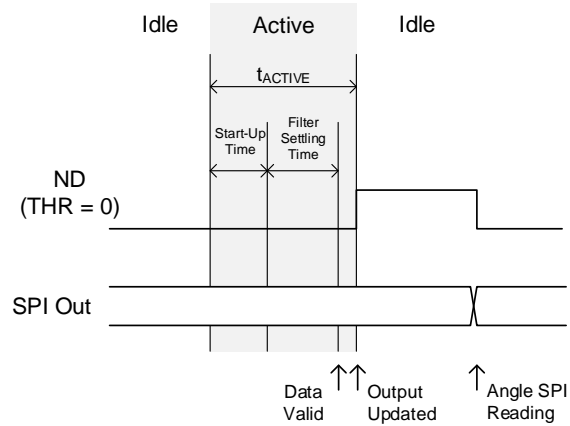 Idle Active Idle
tACTIVE
Start-Up
Time
Filter
Settling
Time
ND
(THR = 0)
SPI Out
Data
Valid
Output
Updated
Angle SPI
Reading